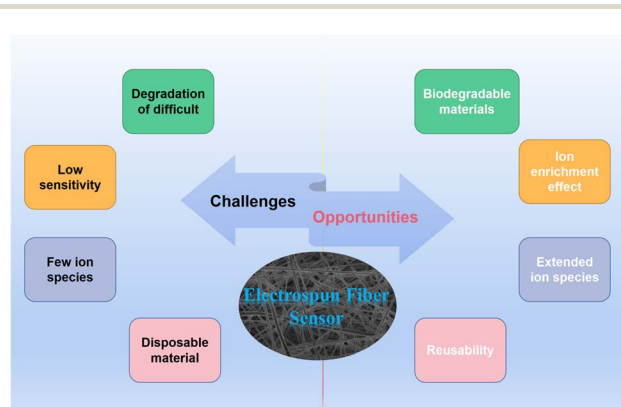 Degradation
of difficult
Biodegradable
materials
Low
sensitivity
Ion
enrichment
effect
Challenges
Opportunities
Few ion
species
Extended
ion species
Electrospun Fiber
Sensor
Disposable
material
Reusability